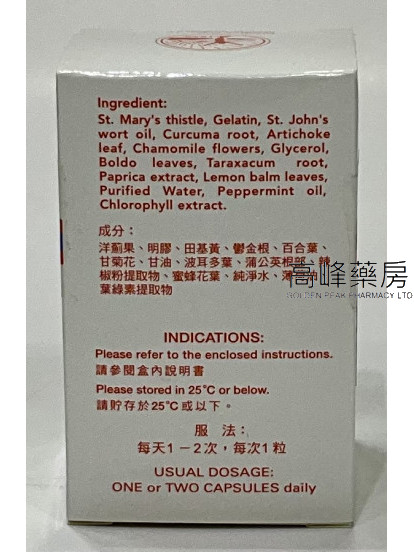 Ingredient:
St. Mary's thistle, Gelatin, St. John's
wort oil, Curcuma root, Artichoke
leaf, Chamomile flowers, Glycerol,
Boldo leaves, Taraxacum root,
Paprica extract, Lemon balm leaves,
Purified Water, Peppermint oil,
Chlorophyll extract.
成分：
洋薊果、明膠、田基黃、鬱金根、百合葉、
甘菊花、甘油、波耳多葉、蒲公英根部、辣
椒粉提取物、蜜蜂花葉、純淨水、薄荷油、
葉綠素提取物
高峰藥房
GOLDEN PEAK PHARMACY LTD
INDICATIONS:
Please refer to the enclosed instructions.
請參閱盒內說明書
Please stored in 25°C or below.
請貯存於25°C或以下。
服 法：
每天1－2次，每次1粒
USUAL DOSAGE:
ONE or TWO CAPSULES daily